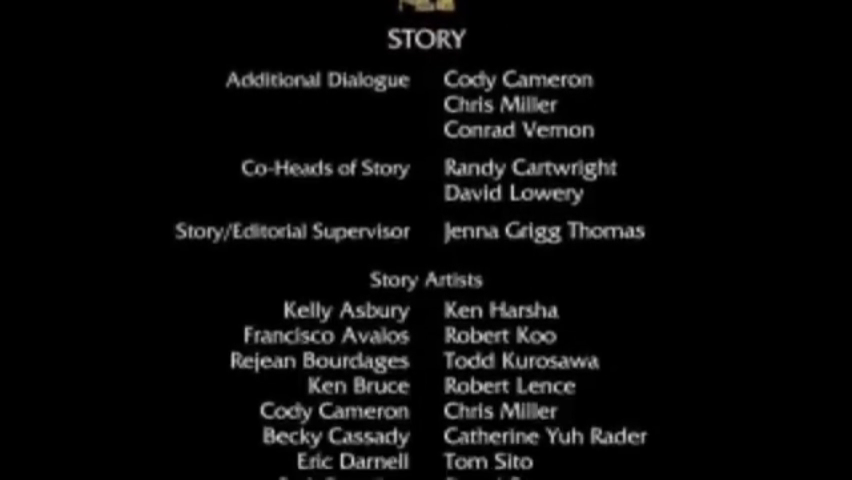 STORY
Additional Dialogue Cody Cameron
Chris Miller
Conrad Vernon
Co-Heads of Story Randy Cartwright
David Lowery
Story/Editorial Supervisor Jenna Grigg Thomas
Story Artists
Kelly Asbury Ken Harsha
Francisco Avalos Robert Koo
Rejean Bourdages Todd Kurosawa
Ken Bruce Robert Lence
Cody Cameron Chris Miller
Becky Cassady Catherine Yuh Rader
Eric Darnell Tom Sito